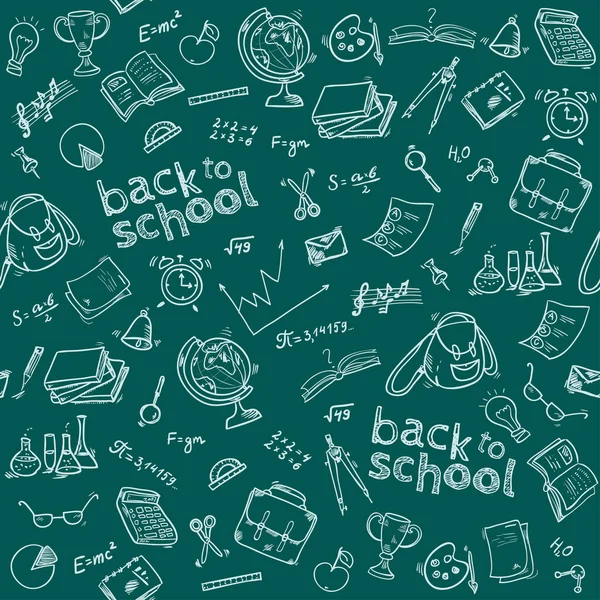 E=mc²
?
2×2=4
2×3=6
F=gm
H₂O
back to
school
S=a·b/2
√49
S=a·b/2
π=3,14159...
?
√49
back to
school
F=gm
2×2=4
2×3=6
π=3,14159...
E=mc²
H₂O